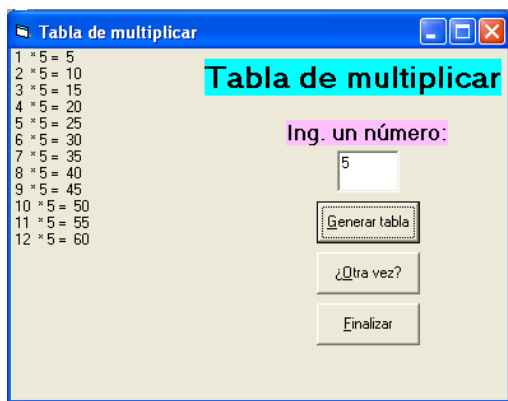 Tabla de multiplicar
1 *5= 5
2 *5= 10
3 *5= 15
4 *5= 20
5 *5= 25
6 *5= 30
7 *5= 35
8 *5= 40
9 *5= 45
10 *5= 50
11 *5= 55
12 *5= 60
Tabla de multiplicar
Ing. un número:
5
Generar tabla
¿Otra vez?
Finalizar